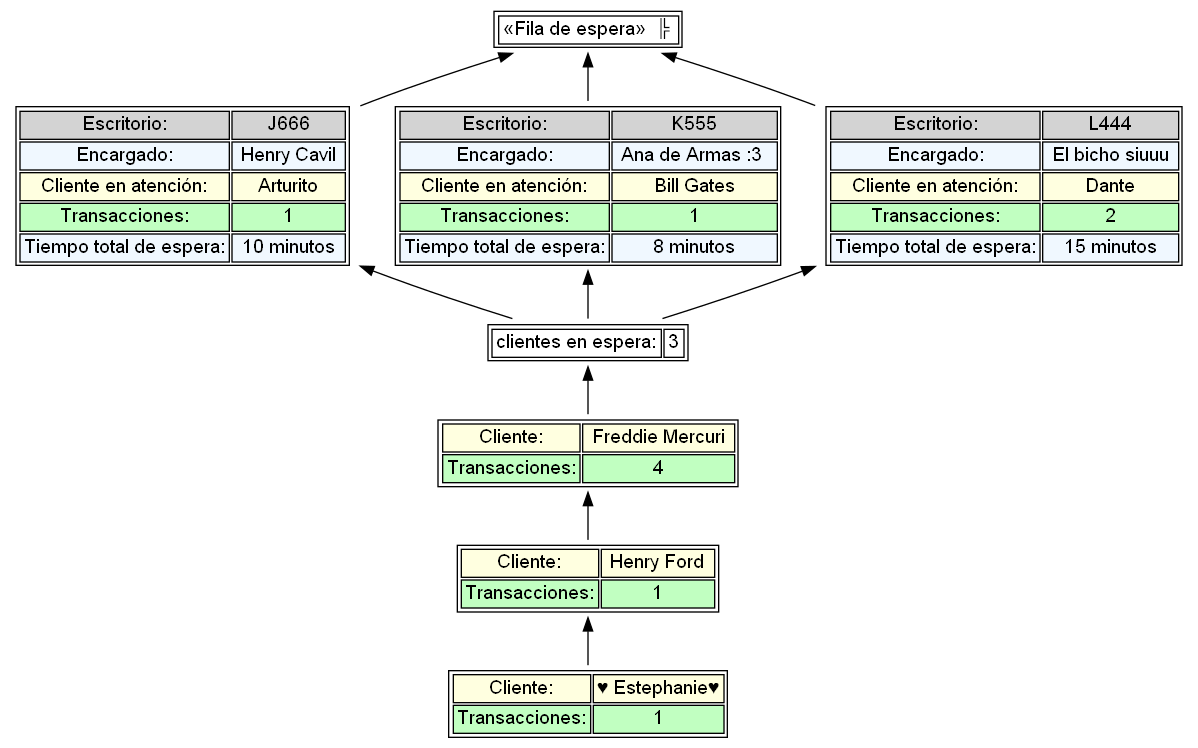 «Fila de espera» ╠
Escritorio: J666
Encargado: Henry Cavil
Cliente en atención: Arturito
Transacciones: 1
Tiempo total de espera: 10 minutos
Escritorio: K555
Encargado: Ana de Armas :3
Cliente en atención: Bill Gates
Transacciones: 1
Tiempo total de espera: 8 minutos
Escritorio: L444
Encargado: El bicho siuuu
Cliente en atención: Dante
Transacciones: 2
Tiempo total de espera: 15 minutos
clientes en espera: 3
Cliente: Freddie Mercuri
Transacciones: 4
Cliente: Henry Ford
Transacciones: 1
Cliente: ♥ Estephanie♥
Transacciones: 1